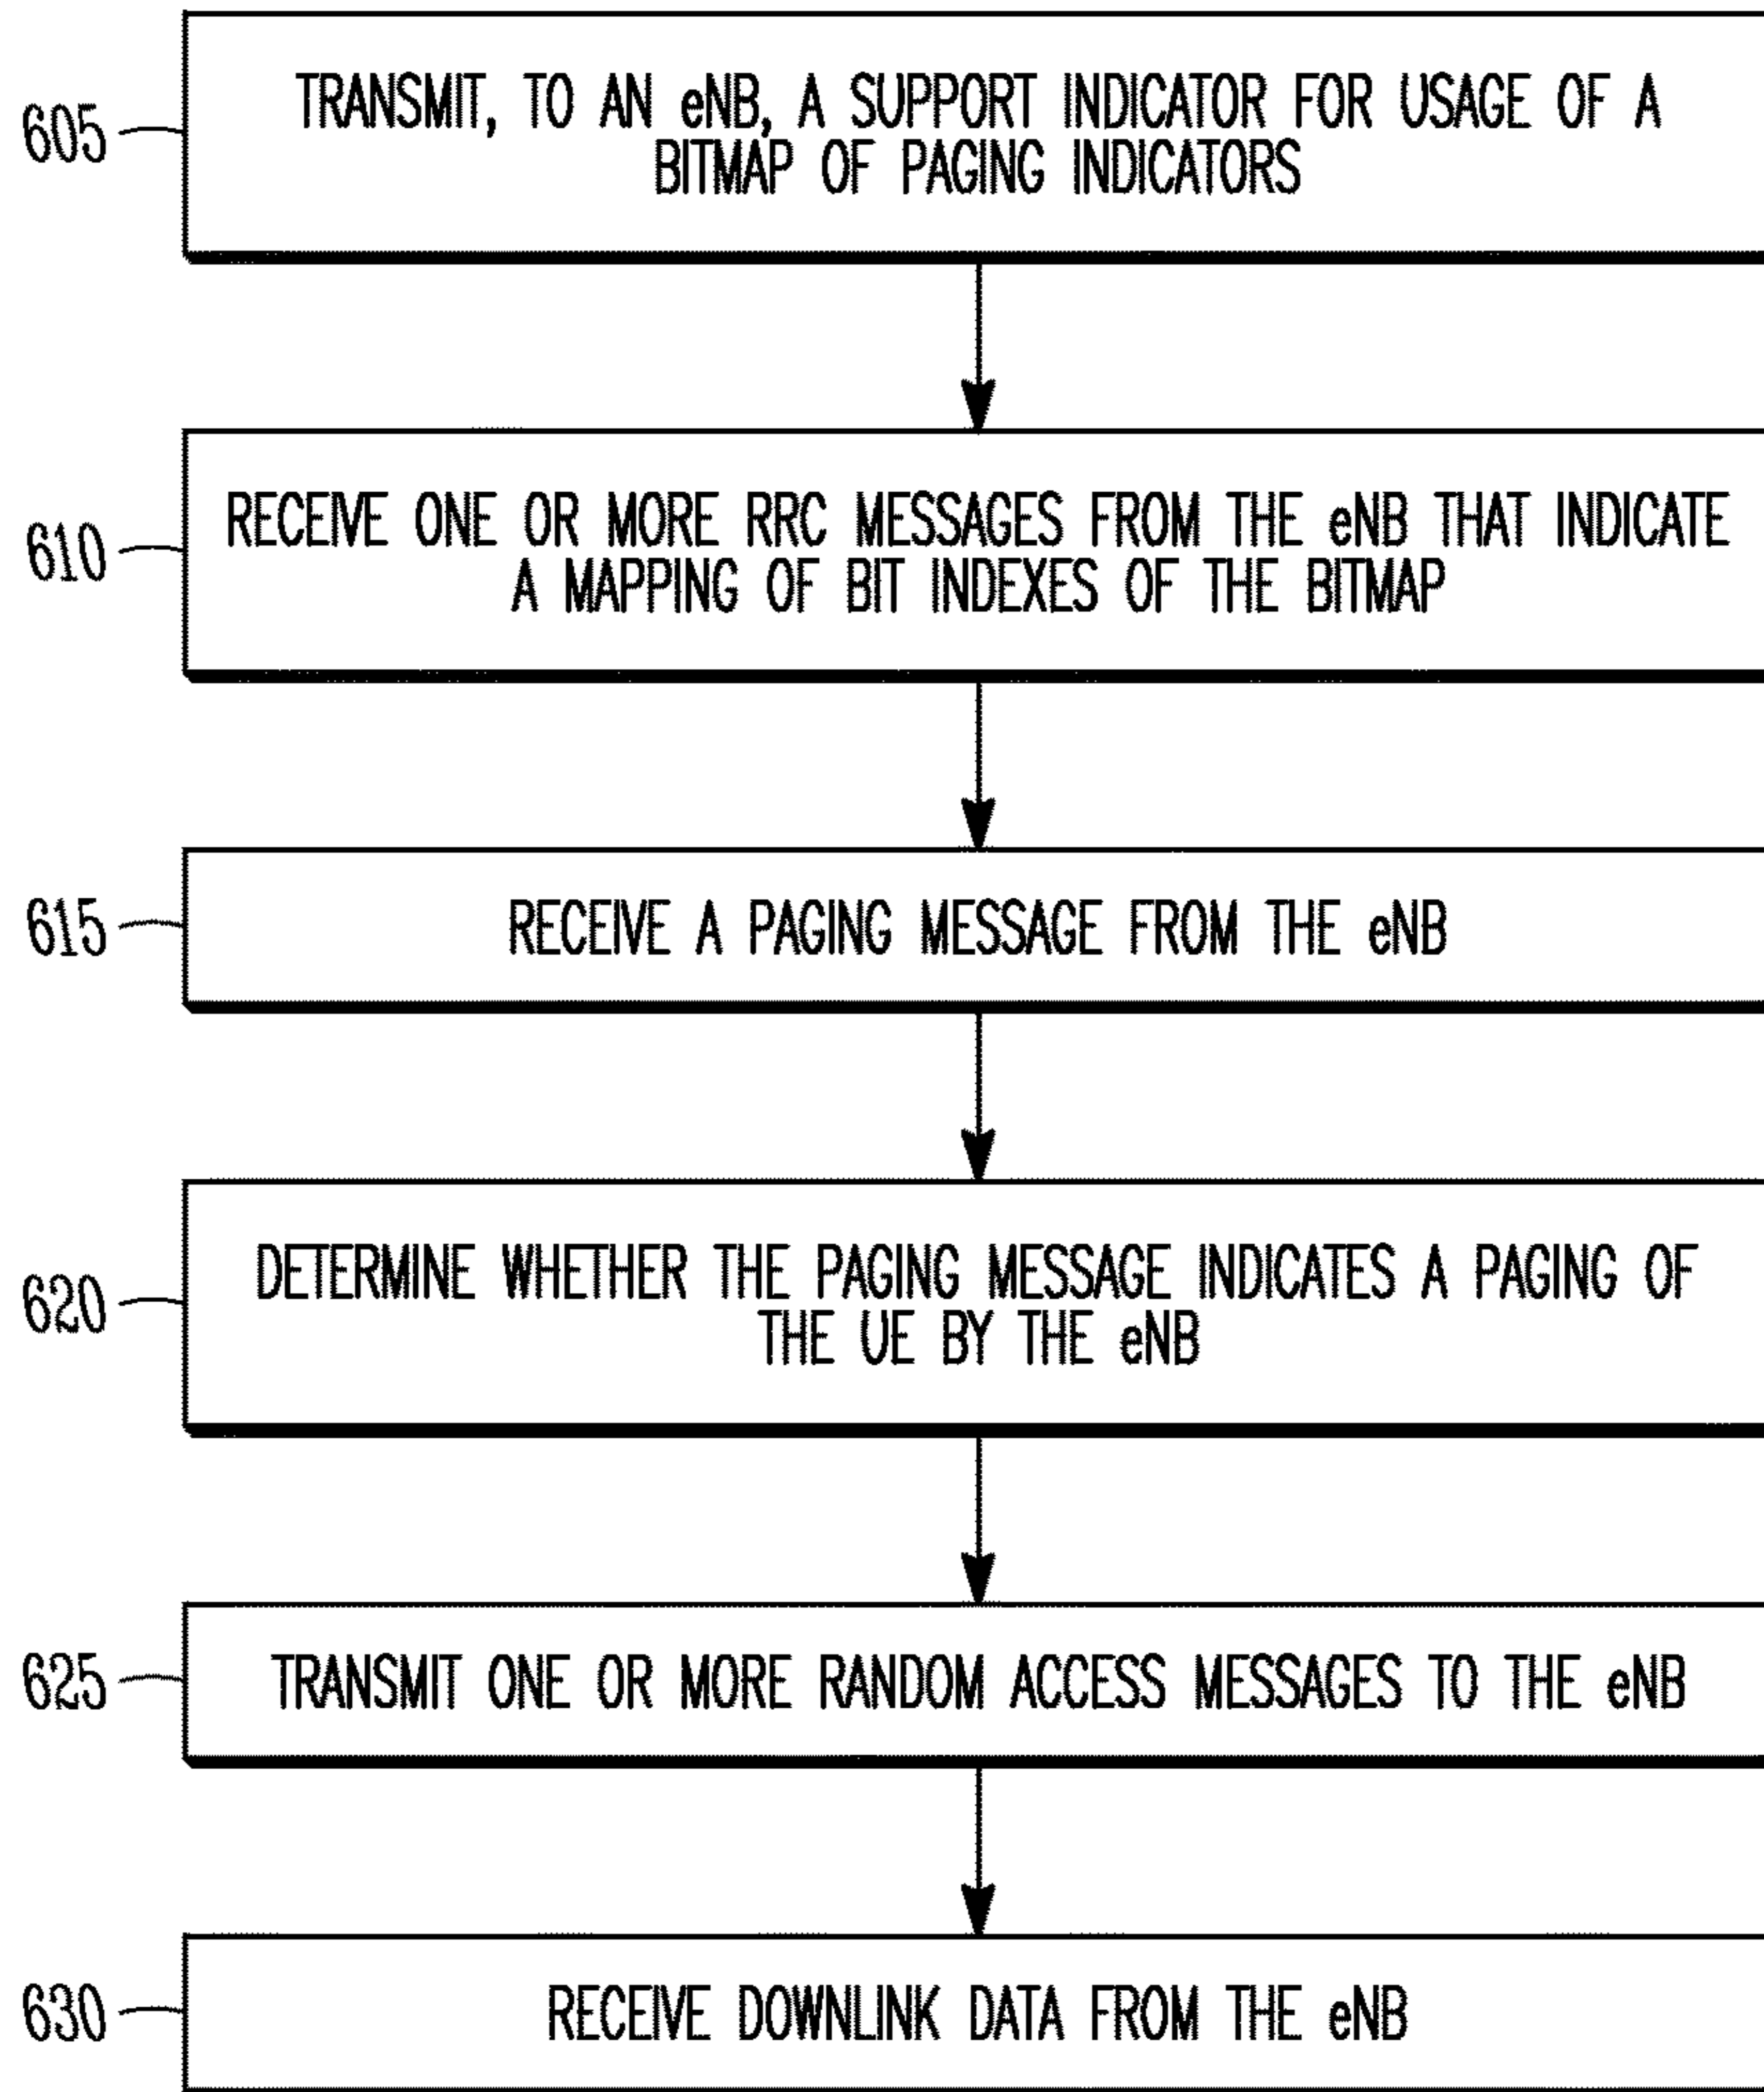 605
TRANSMIT, TO AN eNB, A SUPPORT INDICATOR FOR USAGE OF A
BITMAP OF PAGING INDICATORS
610
RECEIVE ONE OR MORE RRC MESSAGES FROM THE eNB THAT INDICATE
A MAPPING OF BIT INDEXES OF THE BITMAP
615
RECEIVE A PAGING MESSAGE FROM THE eNB
620
DETERMINE WHETHER THE PAGING MESSAGE INDICATES A PAGING OF
THE UE BY THE eNB
625
TRANSMIT ONE OR MORE RANDOM ACCESS MESSAGES TO THE eNB
630
RECEIVE DOWNLINK DATA FROM THE eNB